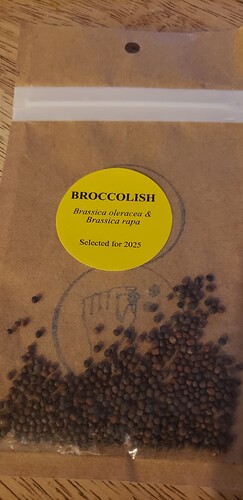 BROCCOLISH
Brassica oleracea &
Brassica rapa
Selected for 2025